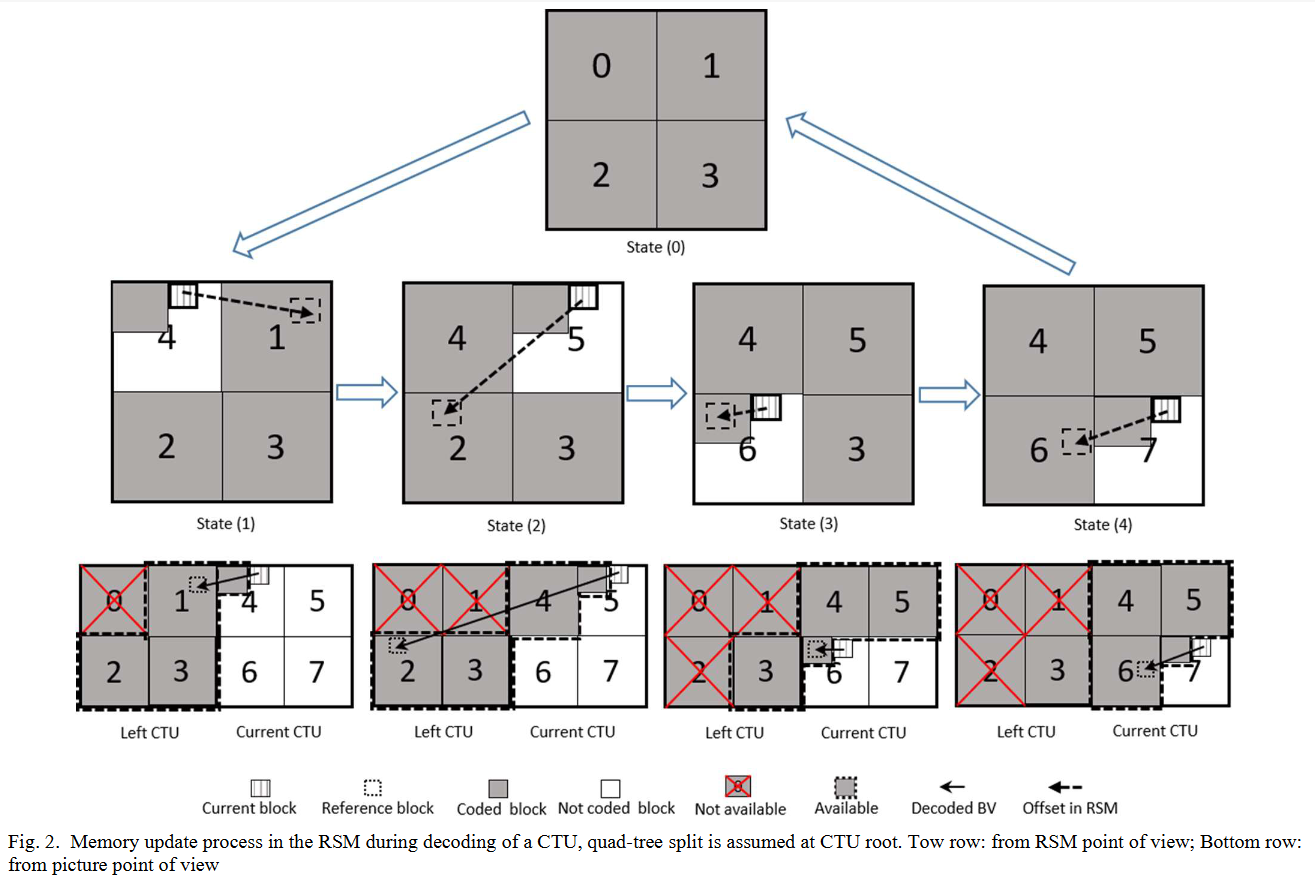 0 1
2 3
State (0)
4 1
2 3
State (1)
4 5
2 3
State (2)
4 5
6 3
State (3)
4 5
6 7
State (4)
0 1 4 5
2 3 6 7
Left CTU Current CTU
0 1 4 5
2 3 6 7
Left CTU Current CTU
0 1 4 5
2 3 6 7
Left CTU Current CTU
0 1 4 5
2 3 6 7
Left CTU Current CTU
0
Current block Reference block Coded block Not coded block Not available Available Decoded BV Offset in RSM
Fig. 2. Memory update process in the RSM during decoding of a CTU, quad-tree split is assumed at CTU root. Tow row: from RSM point of view; Bottom row:
from picture point of view